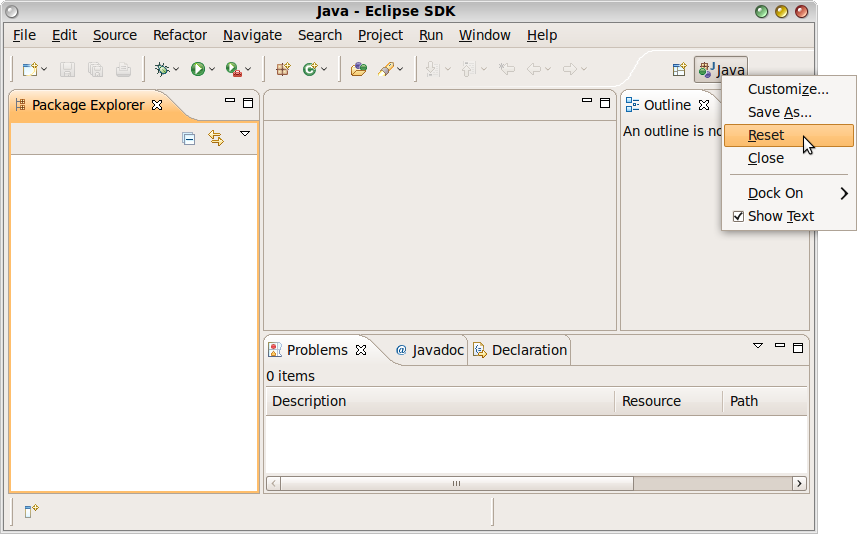 Java - Eclipse SDK
File Edit Source Refactor Navigate Search Project Run Window Help
Java
Package Explorer
Outline
An outline is no
Customize...
Save As...
Reset
Close
Dock On
Show Text
Problems @ Javadoc Declaration
0 items
Description Resource Path